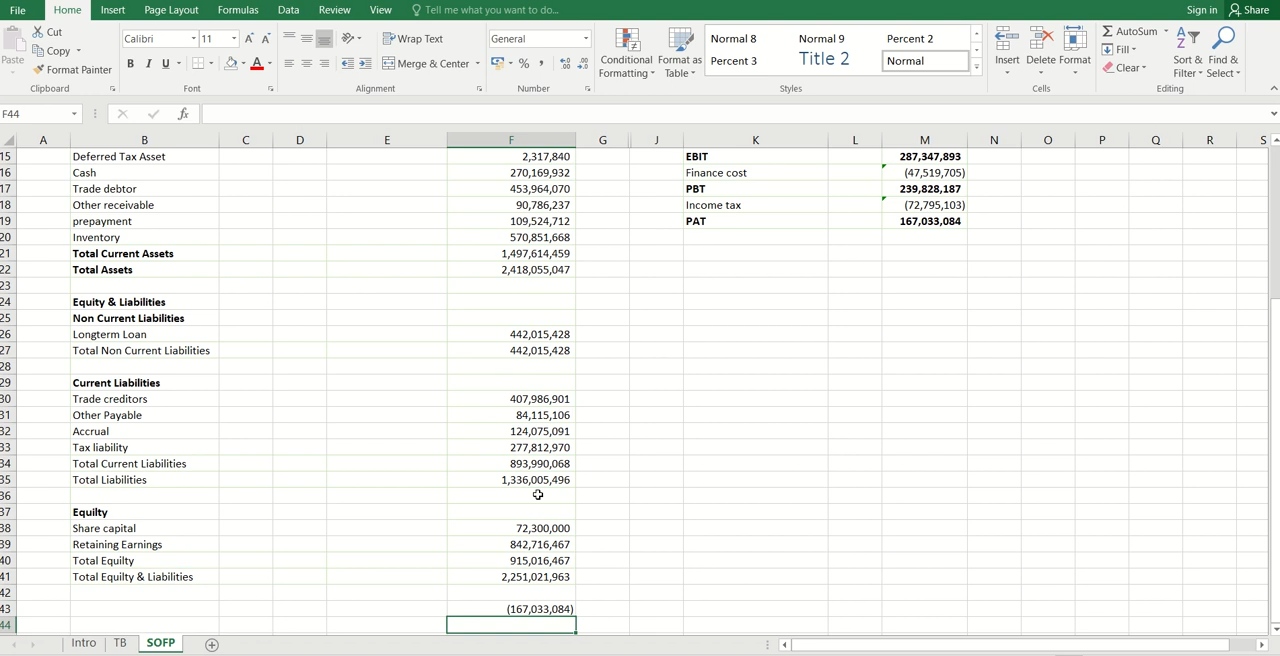 File Home Insert Page Layout Formulas Data Review View Tell me what you want to do... Sign in Share
Paste Cut Copy Format Painter Clipboard
Calibri 11 A A B I U A Font
Wrap Text Merge & Center Alignment
General % , Number
Conditional Formatting Format as Table
Normal 8 Normal 9 Percent 2
Percent 3 Title 2 Normal
Styles
Insert Delete Format Cells
AutoSum Fill Clear Sort & Filter Find & Select Editing
F44 fx
A B C D E F G J K L M N O P Q R S
15 Deferred Tax Asset 2,317,840 EBIT 287,347,893
16 Cash 270,169,932 Finance cost (47,519,705)
17 Trade debtor 453,964,070 PBT 239,828,187
18 Other receivable 90,786,237 Income tax (72,795,103)
19 prepayment 109,524,712 PAT 167,033,084
20 Inventory 570,851,668
21 Total Current Assets 1,497,614,459
22 Total Assets 2,418,055,047
23
24 Equity & Liabilities
25 Non Current Liabilities
26 Longterm Loan 442,015,428
27 Total Non Current Liabilities 442,015,428
28
29 Current Liabilities
30 Trade creditors 407,986,901
31 Other Payable 84,115,106
32 Accrual 124,075,091
33 Tax liability 277,812,970
34 Total Current Liabilities 893,990,068
35 Total Liabilities 1,336,005,496
36
37 Equilty
38 Share capital 72,300,000
39 Retaining Earnings 842,716,467
40 Total Equity 915,016,467
41 Total Equity & Liabilities 2,251,021,963
42
43 (167,033,084)
44
Intro TB SOFP